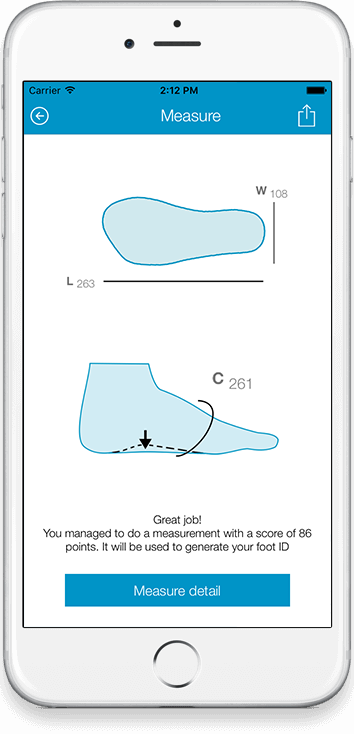 Carrier 2:12 PM
Measure
W 108
L 263
C 261
Great job!
You managed to do a measurement with a score of 86
points. It will be used to generate your foot ID
Measure detail